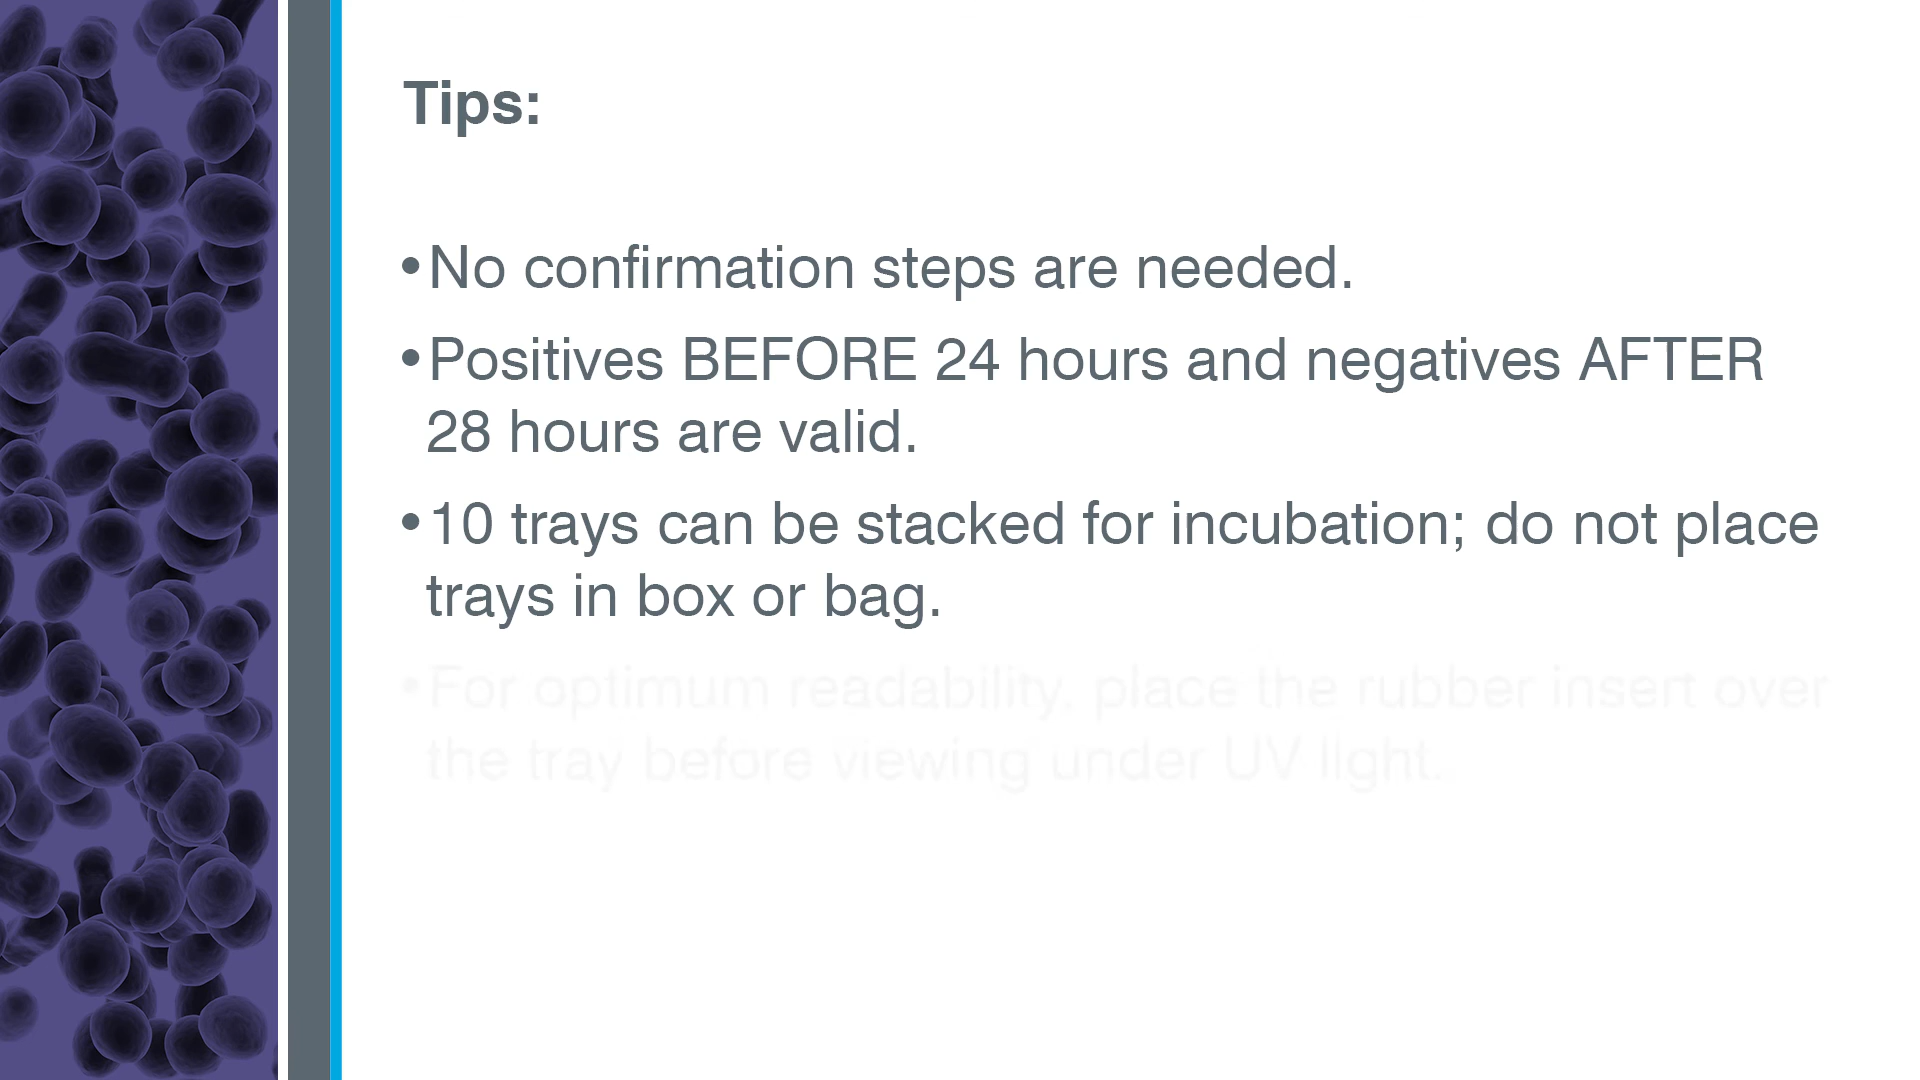 Tips:
•No confirmation steps are needed.
•Positives BEFORE 24 hours and negatives AFTER
28 hours are valid.
•10 trays can be stacked for incubation; do not place
trays in box or bag.
•For optimum readability, place the rubber insert over
the tray before viewing under UV light.